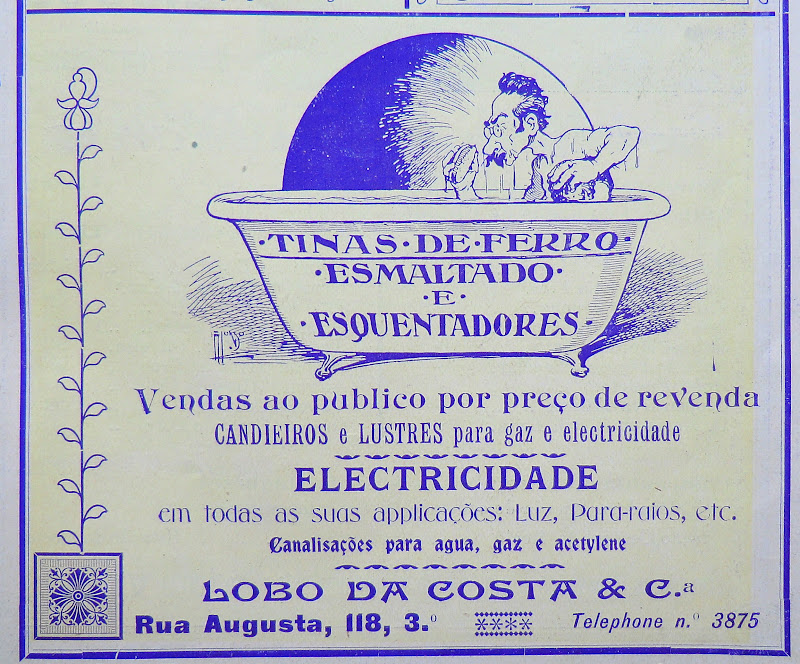 ·TINAS·DE·FERRO·
·ESMALTADO·
·E·
·ESQUENTADORES·
Vendas ao publico por preço de revenda
CANDIEIROS e LUSTRES para gaz e electricidade
ELECTRICIDADE
em todas as suas applicações: Luz, Para-raios, etc.
Canalisações para agua, gaz e acetylene
LOBO DA COSTA & C.ª
Rua Augusta, 118, 3.º
Telephone n.º 3875